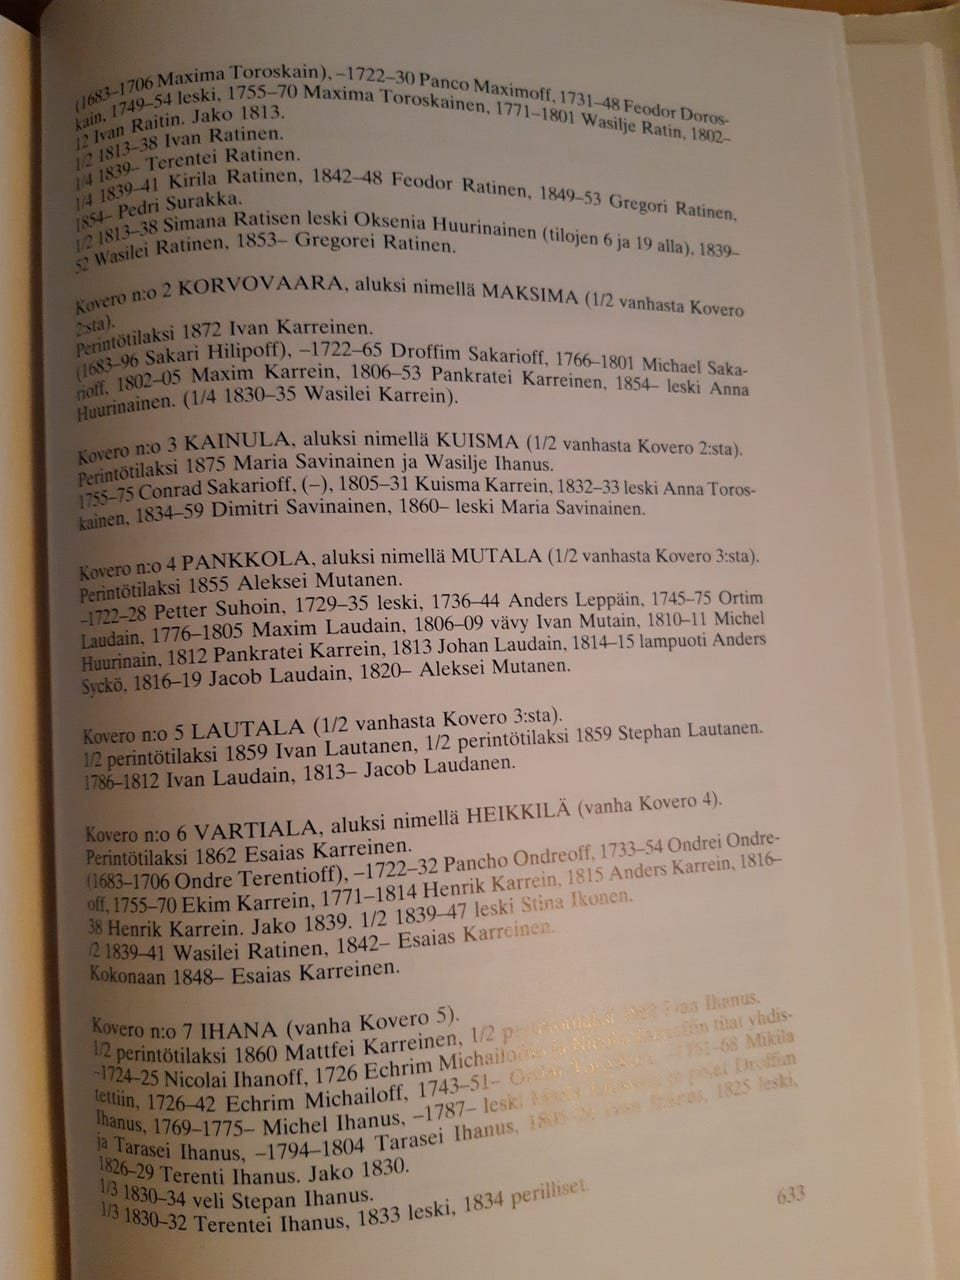 (1683–1706 Maxima Toroskain), –1722–30 Panco Maximoff, 1731–48 Feodor Doros-
kain, 1749–54 leski, 1755–70 Maxima Toroskainen, 1771–1801 Wasilje Ratin, 1802–
12 Ivan Raitin. Jako 1813.
1/2 1813–38 Ivan Ratinen.
1/4 1839– Terentei Ratinen.
1/4 1839–41 Kirila Ratinen, 1842–48 Feodor Ratinen, 1849–53 Gregori Ratinen,
1854– Pedri Surakka.
1/2 1813–38 Simana Ratisen leski Oksenia Huurinainen (tilojen 6 ja 19 alla), 1839–
52 Wasilei Ratinen, 1853– Gregorei Ratinen.
Kovero n:o 2 KORVOVAARA, aluksi nimellä MAKSIMA (1/2 vanhasta Kovero
2:sta).
Perintötilaksi 1872 Ivan Karreinen.
(1683–96 Sakari Hilipoff), –1722–65 Droffim Sakarioff, 1766–1801 Michael Saka-
rioff, 1802–05 Maxim Karrein, 1806–53 Pankratei Karreinen, 1854– leski Anna
Huurinainen. (1/4 1830–35 Wasilei Karrein).
Kovero n:o 3 KAINULA, aluksi nimellä KUISMA (1/2 vanhasta Kovero 2:sta).
Perintötilaksi 1875 Maria Savinainen ja Wasilje Ihanus.
1755–75 Conrad Sakarioff, (–), 1805–31 Kuisma Karrein, 1832–33 leski Anna Toros-
kainen, 1834–59 Dimitri Savinainen, 1860– leski Maria Savinainen.
Kovero n:o 4 PANKKOLA, aluksi nimellä MUTALA (1/2 vanhasta Kovero 3:sta).
Perintötilaksi 1855 Aleksei Mutanen.
–1722–28 Petter Suhoin, 1729–35 leski, 1736–44 Anders Leppäin, 1745–75 Ortim
Laudain, 1776–1805 Maxim Laudain, 1806–09 vävy Ivan Mutain, 1810–11 Michel
Huurinain, 1812 Pankratei Karrein, 1813 Johan Laudain, 1814–15 lampuoti Anders
Syckö, 1816–19 Jacob Laudain, 1820– Aleksei Mutanen.
Kovero n:o 5 LAUTALA (1/2 vanhasta Kovero 3:sta).
1/2 perintötilaksi 1859 Ivan Lautanen, 1/2 perintötilaksi 1859 Stephan Lautanen.
1786–1812 Ivan Laudain, 1813– Jacob Laudanen.
Kovero n:o 6 VARTIALA, aluksi nimellä HEIKKILÄ (vanha Kovero 4).
Perintötilaksi 1862 Esaias Karreinen.
(1683–1706 Ondre Terentioff), –1722–32 Pancho Ondreoff, 1733–54 Ondrei Ondre-
off, 1755–70 Ekim Karrein, 1771–1814 Henrik Karrein, 1815 Anders Karrein, 1816–
38 Henrik Karrein. Jako 1839. 1/2 1839–47 leski Stina Ikonen.
/2 1839–41 Wasilei Ratinen, 1842– Esaias Karreinen.
Kokonaan 1848– Esaias Karreinen.
Kovero n:o 7 IHANA (vanha Kovero 5).
1/2 perintötilaksi 1860 Mattfei Karreinen, 1/2 perintötilaksi Ivan Ihanus.
–1724–25 Nicolai Ihanoff, 1726 Echrim Michailoffin ja tilat yhdis-
tettiin, 1726–42 Echrim Michailoff, 1743–51– –68 Mikila
Ihanus, 1769–1775– Michel Ihanus, –1787– leski pojat Droffim
ja Tarasei Ihanus, –1794–1804 Tarasei Ihanus, Ivan Ihanus, 1825 leski,
1826–29 Terenti Ihanus. Jako 1830.
1/3 1830–34 veli Stepan Ihanus.
1/3 1830–32 Terentei Ihanus, 1833 leski, 1834 perilliset.
633